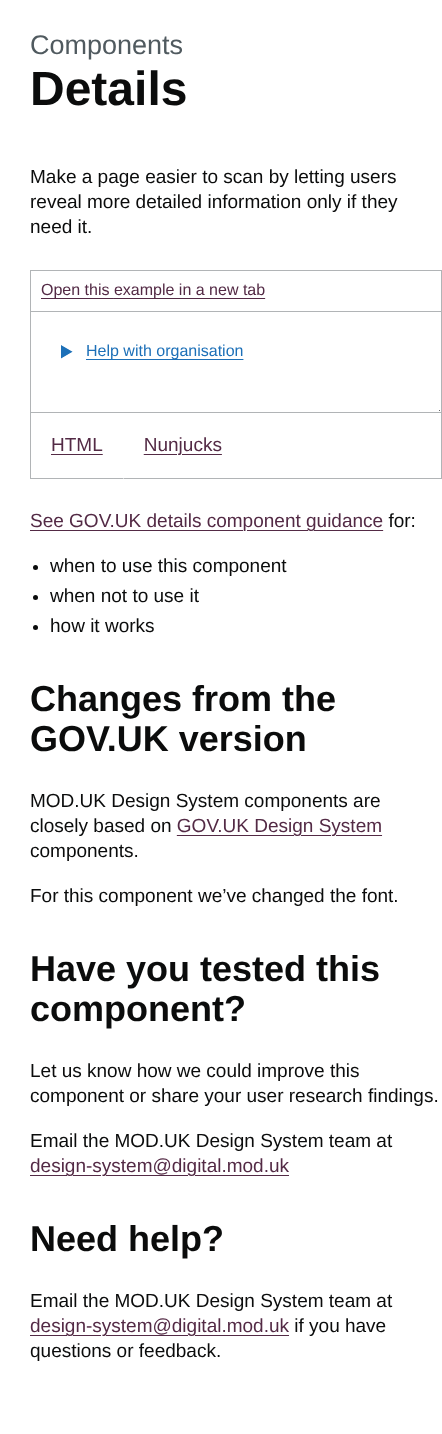 Components
Details
Make a page easier to scan by letting users
reveal more detailed information only if they
need it.
Open this example in a new tab
Help with organisation
HTML Nunjucks
See GOV.UK details component guidance for:
• when to use this component
• when not to use it
• how it works
Changes from the
GOV.UK version
MOD.UK Design System components are
closely based on GOV.UK Design System
components.
For this component we’ve changed the font.
Have you tested this
component?
Let us know how we could improve this
component or share your user research findings.
Email the MOD.UK Design System team at
design-system@digital.mod.uk
Need help?
Email the MOD.UK Design System team at
design-system@digital.mod.uk if you have
questions or feedback.